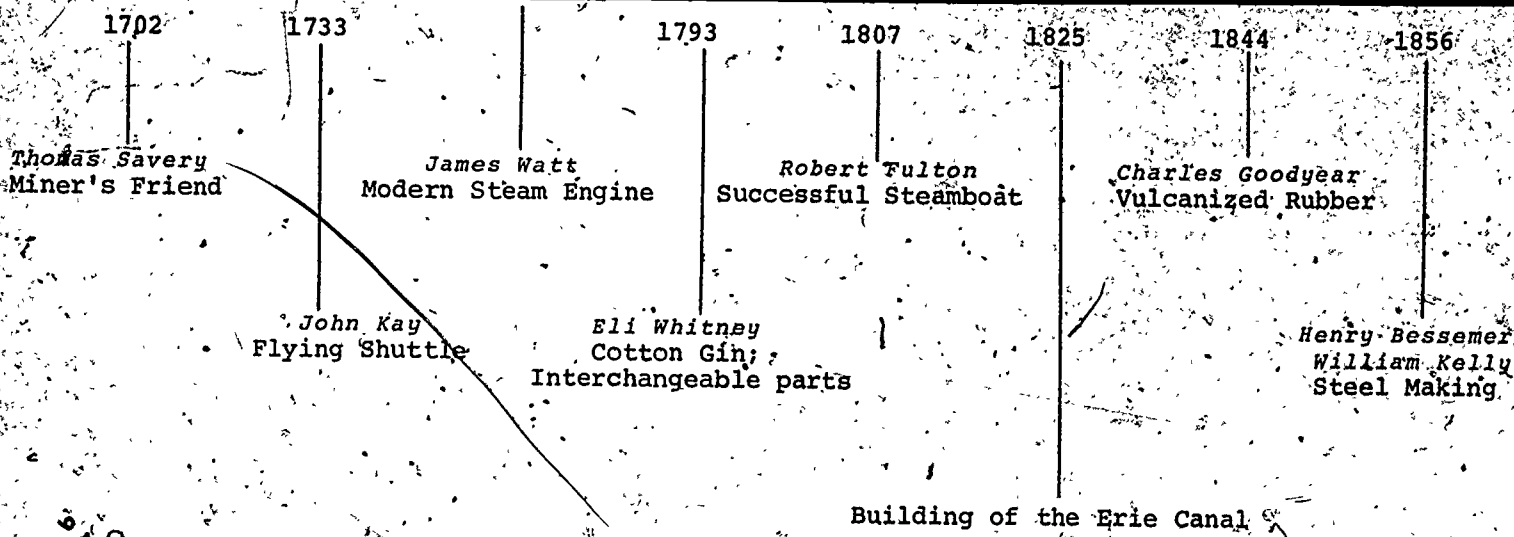 1702 1733 1793 1807 1825 1844 1856
Thomas Savery
Miner's Friend
James Watt
Modern Steam Engine
Robert Fulton
Successful Steamboat
Charles Goodyear
Vulcanized Rubber
John Kay
Flying Shuttle
Eli Whitney
Cotton Gin;
Interchangeable parts
Henry Bessemer
William Kelly
Steel Making
Building of the Erie Canal